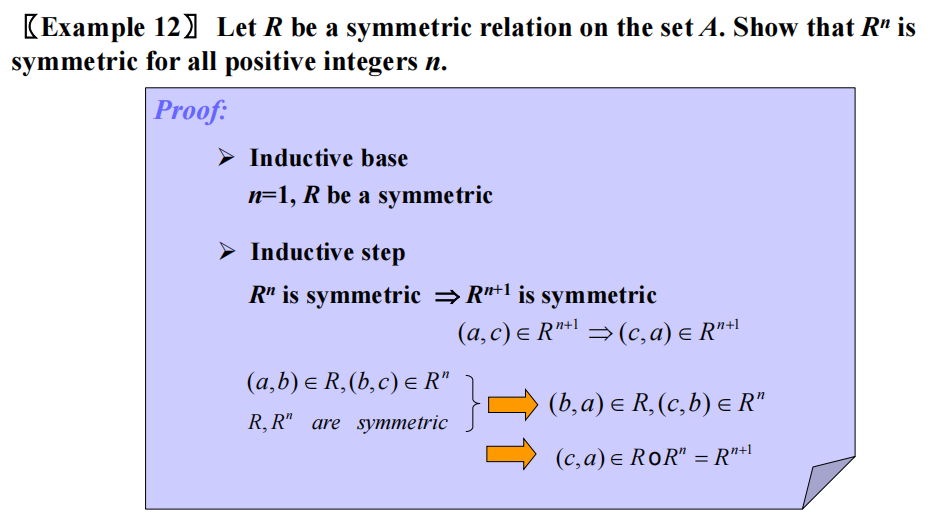 〖Example 12〗 Let R be a symmetric relation on the set A. Show that Rⁿ is
symmetric for all positive integers n.
Proof:
➢ Inductive base
n=1, R be a symmetric
➢ Inductive step
Rⁿ is symmetric ⇒ Rⁿ⁺¹ is symmetric
(a,c) ∈ Rⁿ⁺¹ ⇒ (c,a) ∈ Rⁿ⁺¹
(a,b) ∈ R,(b,c) ∈ Rⁿ
R,Rⁿ are symmetric
(b,a) ∈ R,(c,b) ∈ Rⁿ
(c,a) ∈ R o Rⁿ = Rⁿ⁺¹